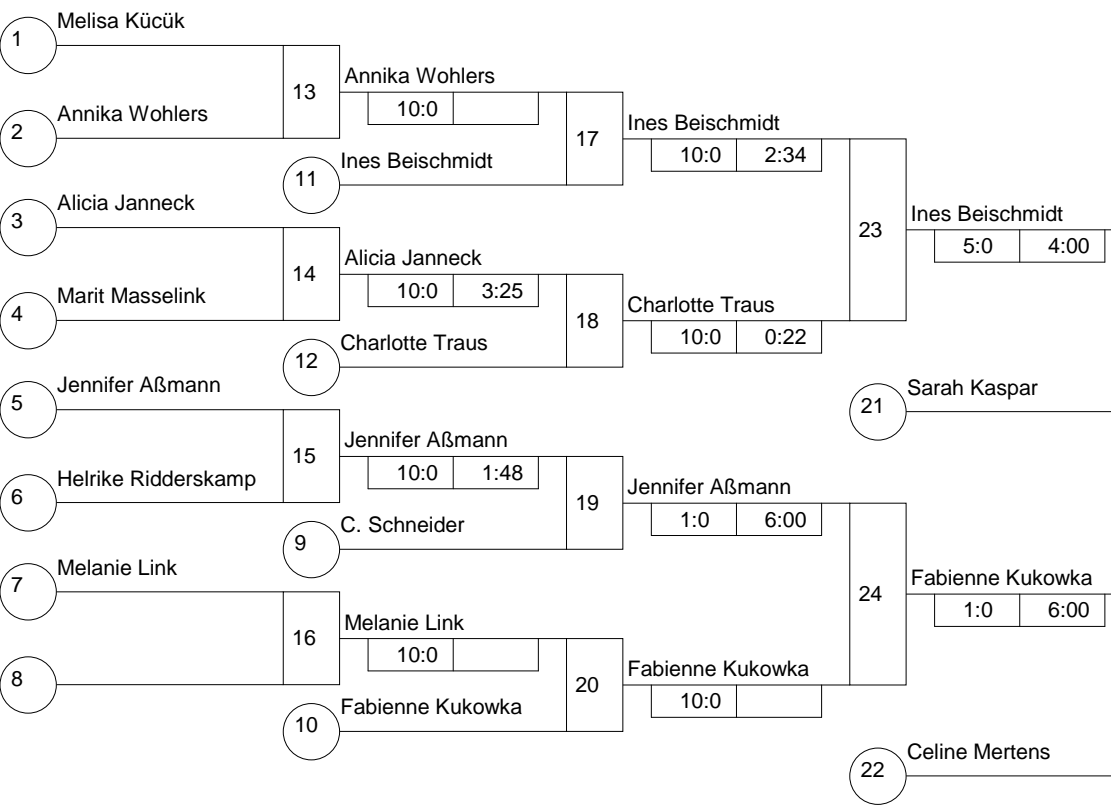 1 Melisa Kücük
13
Annika Wohlers
10:0
2 Annika Wohlers
17
Ines Beischmidt
10:0 2:34
11 Ines Beischmidt
3 Alicia Janneck
23
Ines Beischmidt
5:0 4:00
14
Alicia Janneck
10:0 3:25
4 Marit Masselink
18
Charlotte Traus
10:0 0:22
12 Charlotte Traus
5 Jennifer Aßmann
21 Sarah Kaspar
15
Jennifer Aßmann
10:0 1:48
6 Helrike Ridderskamp
19
Jennifer Aßmann
1:0 6:00
9 C. Schneider
7 Melanie Link
24
Fabienne Kukowka
1:0 6:00
16
Melanie Link
10:0
8
20
Fabienne Kukowka
10:0
10 Fabienne Kukowka
22 Celine Mertens